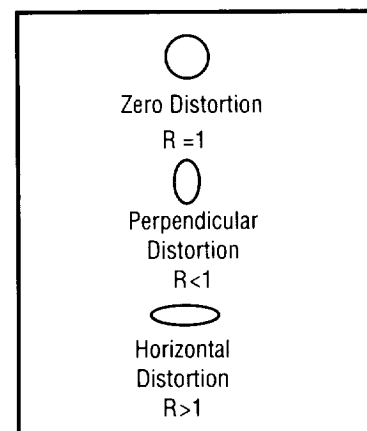 Zero Distortion
R =1
Perpendicular
Distortion
R<1
Horizontal
Distortion
R>1